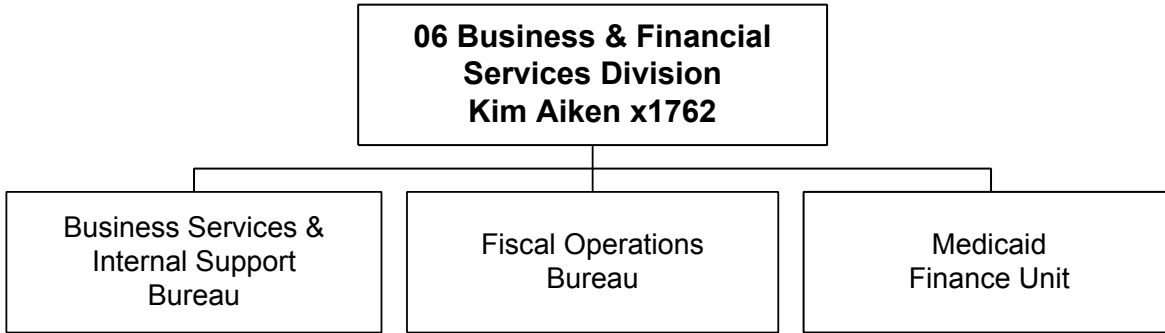 06 Business & Financial
Services Division
Kim Aiken x1762
Business Services &
Internal Support
Bureau
Fiscal Operations
Bureau
Medicaid
Finance Unit